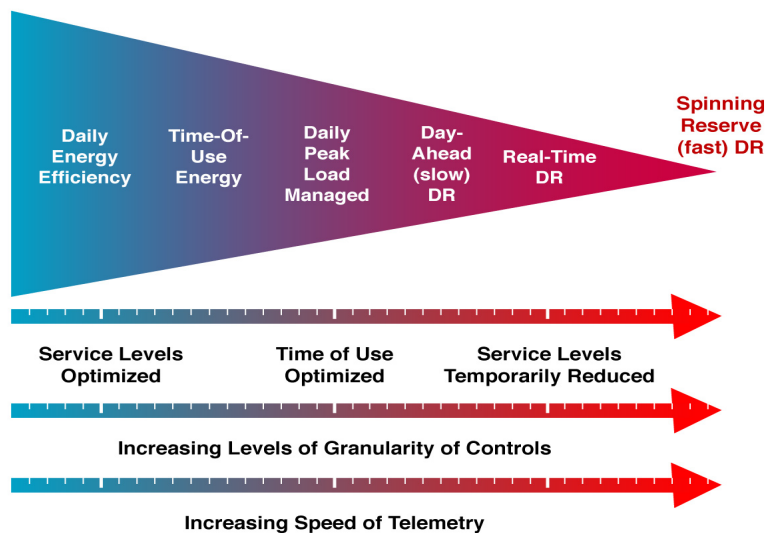 Daily
Energy
Efficiency
Time-Of-
Use
Energy
Daily
Peak
Load
Managed
Day-
Ahead
(slow)
DR
Real-Time
DR
Spinning
Reserve
(fast) DR
Service Levels
Optimized
Time of Use
Optimized
Service Levels
Temporarily Reduced
Increasing Levels of Granularity of Controls
Increasing Speed of Telemetry